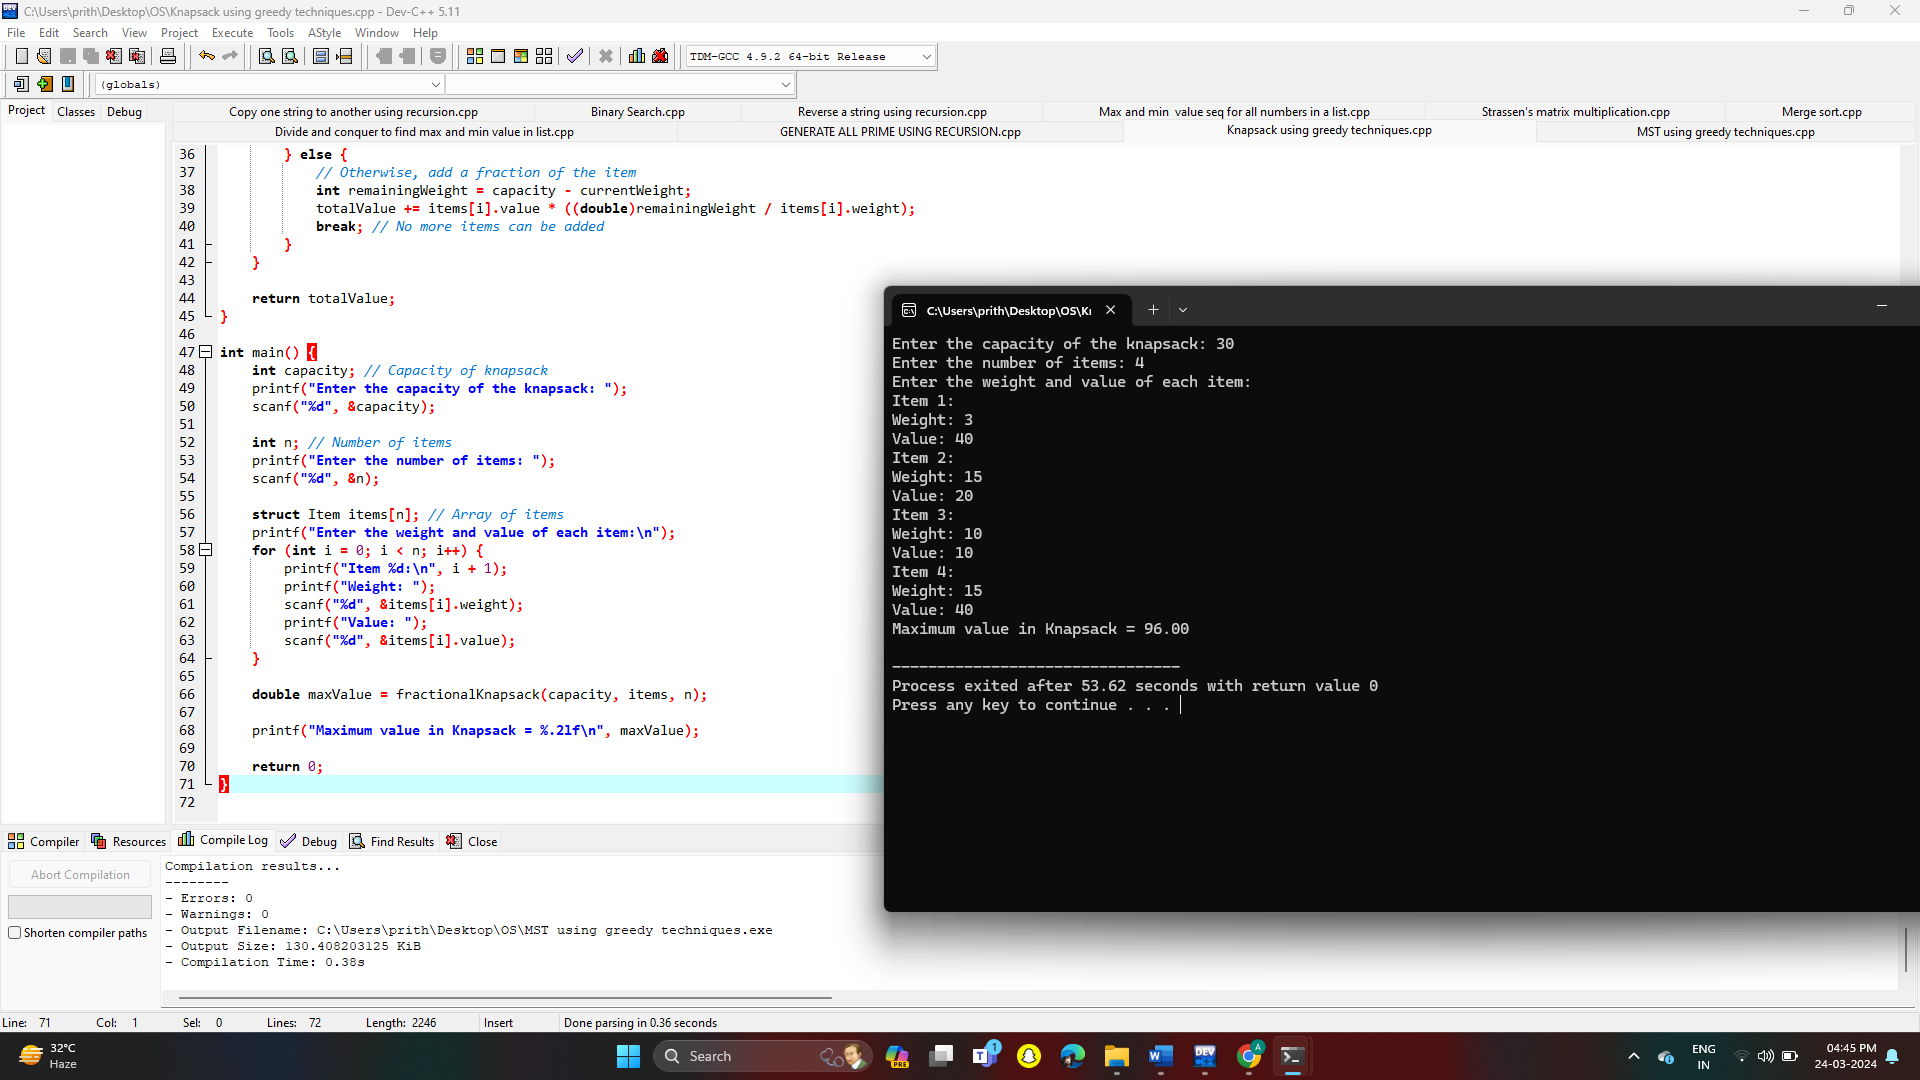 C:\Users\prith\Desktop\OS\Knapsack using greedy techniques.cpp - Dev-C++ 5.11
File Edit Search View Project Execute Tools AStyle Window Help
TDM-GCC 4.9.2 64-bit Release
(globals)
Project Classes Debug
Copy one string to another using recursion.cpp Binary Search.cpp Reverse a string using recursion.cpp Max and min value seq for all numbers in a list.cpp Strassen's matrix multiplication.cpp Merge sort.cpp
Divide and conquer to find max and min value in list.cpp GENERATE ALL PRIME USING RECURSION.cpp Knapsack using greedy techniques.cpp MST using greedy techniques.cpp
36 } else {
37 // Otherwise, add a fraction of the item
38 int remainingWeight = capacity - currentWeight;
39 totalValue += items[i].value * ((double)remainingWeight / items[i].weight);
40 break; // No more items can be added
41 }
42 }
43
44 return totalValue;
45 }
46
47 int main() {
48 int capacity; // Capacity of knapsack
49 printf("Enter the capacity of the knapsack: ");
50 scanf("%d", &capacity);
51
52 int n; // Number of items
53 printf("Enter the number of items: ");
54 scanf("%d", &n);
55
56 struct Item items[n]; // Array of items
57 printf("Enter the weight and value of each item:\n");
58 for (int i = 0; i < n; i++) {
59 printf("Item %d:\n", i + 1);
60 printf("Weight: ");
61 scanf("%d", &items[i].weight);
62 printf("Value: ");
63 scanf("%d", &items[i].value);
64 }
65
66 double maxValue = fractionalKnapsack(capacity, items, n);
67
68 printf("Maximum value in Knapsack = %.2lf\n", maxValue);
69
70 return 0;
71 }
72
C:\Users\prith\Desktop\OS\Kn
Enter the capacity of the knapsack: 30
Enter the number of items: 4
Enter the weight and value of each item:
Item 1:
Weight: 3
Value: 40
Item 2:
Weight: 15
Value: 20
Item 3:
Weight: 10
Value: 10
Item 4:
Weight: 15
Value: 40
Maximum value in Knapsack = 96.00
--------------------------------
Process exited after 53.62 seconds with return value 0
Press any key to continue . . .
Compiler Resources Compile Log Debug Find Results Close
Abort Compilation
Shorten compiler paths
Compilation results...
--------
- Errors: 0
- Warnings: 0
- Output Filename: C:\Users\prith\Desktop\OS\MST using greedy techniques.exe
- Output Size: 130.408203125 KiB
- Compilation Time: 0.38s
Line: 71 Col: 1 Sel: 0 Lines: 72 Length: 2246 Insert Done parsing in 0.36 seconds
32°C
Haze
Search
PRE
1
DEV
A
ENG
IN
04:45 PM
24-03-2024